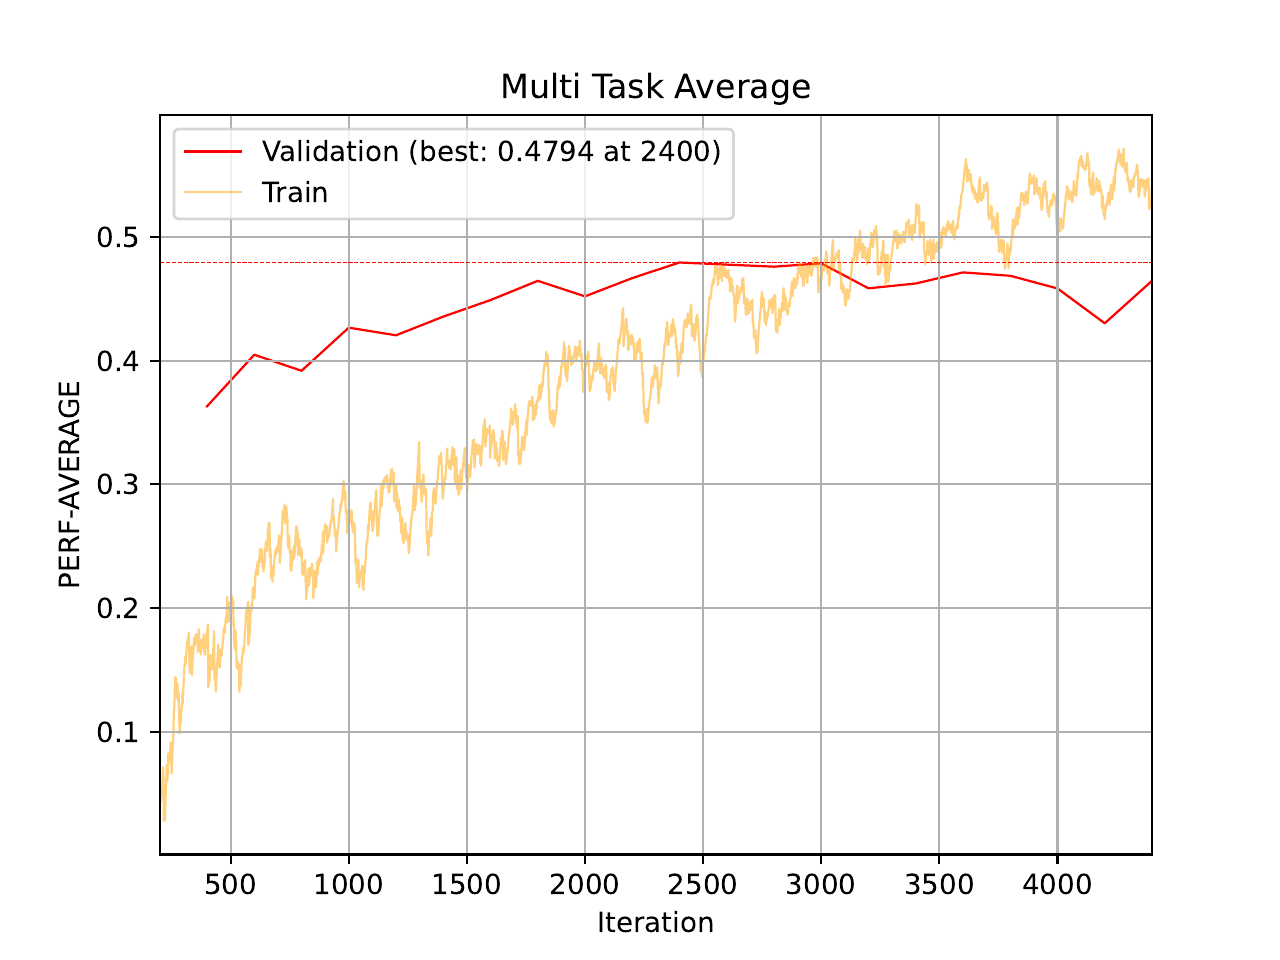 Multi Task Average
Validation (best: 0.4794 at 2400)
Train
PERF-AVERAGE
0.5
0.4
0.3
0.2
0.1
500 1000 1500 2000 2500 3000 3500 4000
Iteration